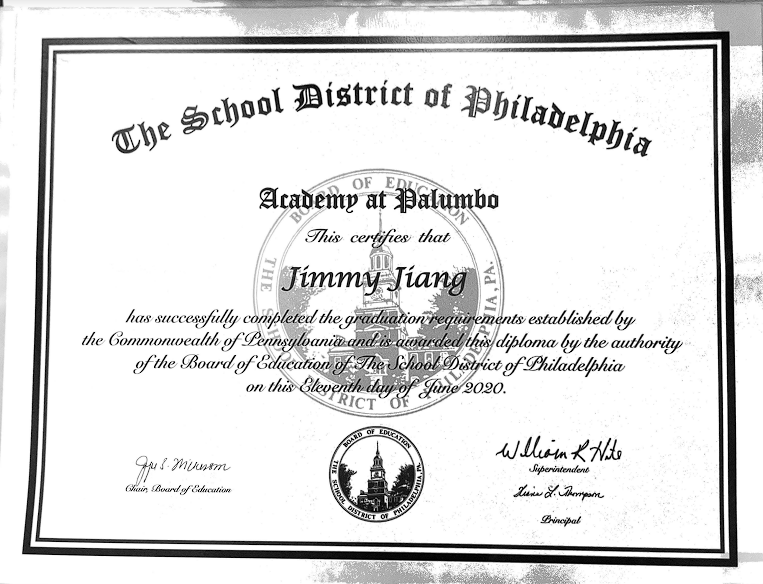 The School District of Philadelphia
THE BOARD OF EDUCATION
SCHOOL DISTRICT OF PHILADELPHIA, PA.
Academy at Palumbo
This certifies that
Jimmy Jiang
has successfully completed the graduation requirements established by
the Commonwealth of Pennsylvania and is awarded this diploma by the authority
of the Board of Education of The School District of Philadelphia
on this Eleventh day of June 2020.
Chair, Board of Education
BOARD OF EDUCATION
THE SCHOOL DISTRICT OF PHILADELPHIA, PA.
William R Hite
Superintendent
Thompson
Principal